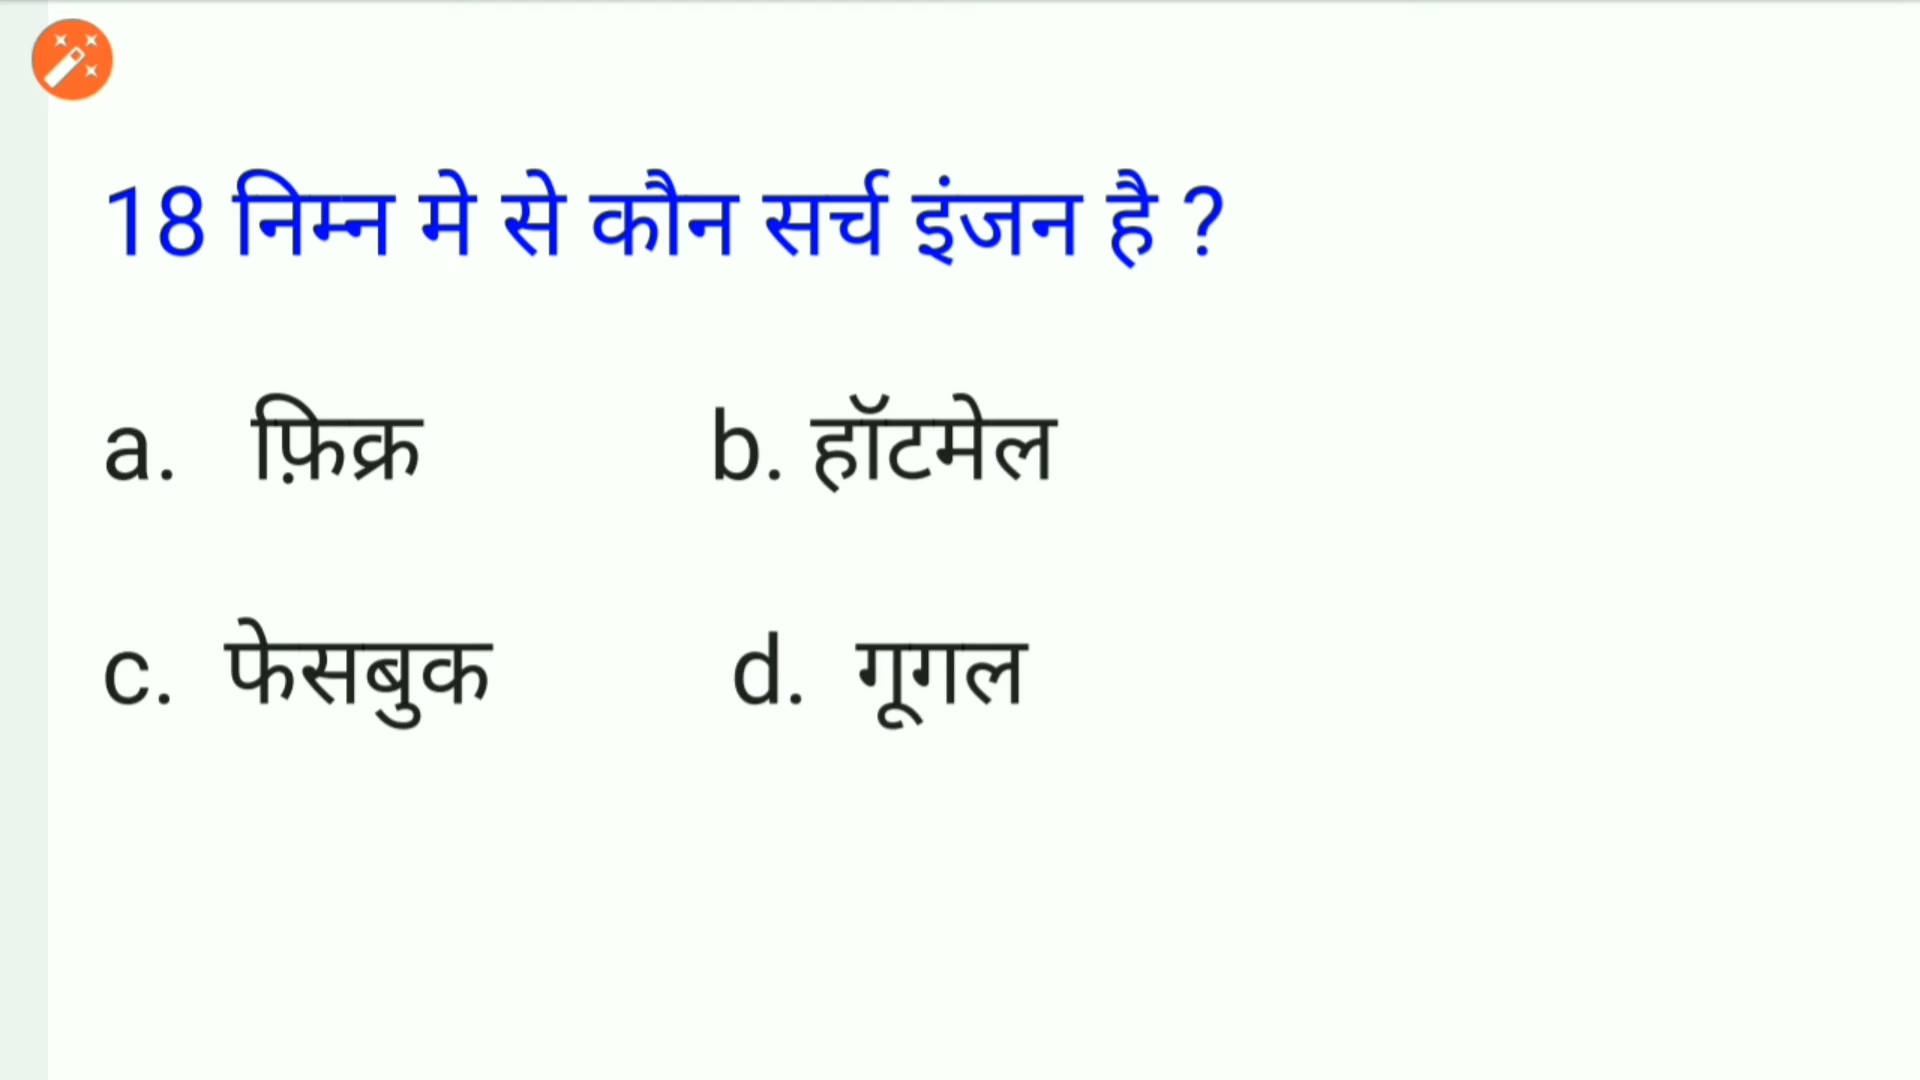 18 निम्न मे से कौन सर्च इंजन है ?
a. फ़िक्र b. हॉटमेल
c. फेसबुक d. गूगल